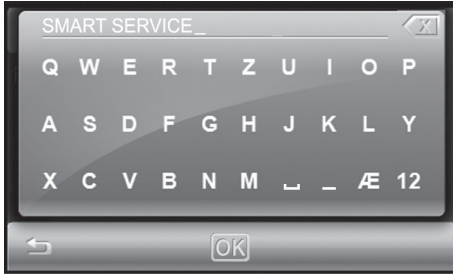 SMART SERVICE_
X
Q W E R T Z U I O P
A S D F G H J K L Y
X C V B N M ⎵ _ Æ 12
OK